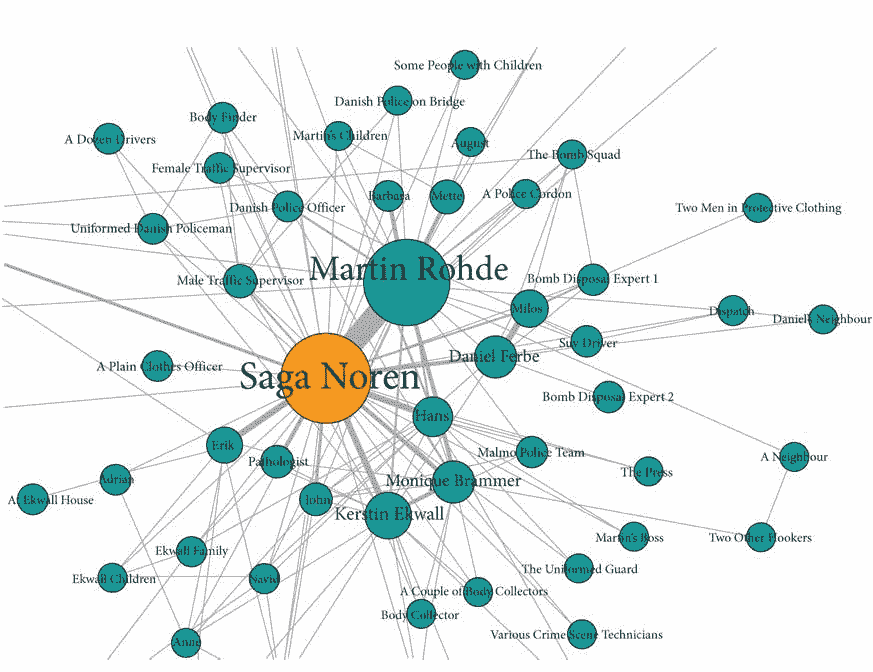 Some People with Children
Danish Police on Bridge
Body Finder
Martin's Children
A Dozen Drivers
August
The Bomb Squad
Female Traffic Supervisor
Barbara
Mette
A Police Cordon
Danish Police Officer
Two Men in Protective Clothing
Uniformed Danish Policeman
Martin Rohde
Male Traffic Supervisor
Bomb Disposal Expert 1
Milos
Dispatch
Daniel's Neighbour
Suv Driver
Daniel Ferbe
A Plain Clothes Officer
Saga Noren
Bomb Disposal Expert 2
Hans
Erik
Malmo Police Team
A Neighbour
Pathologist
The Press
Adrian
Monique Brammer
At Ekwall House
John
Kerstin Ekwall
Martin's Boss
Two Other Hookers
Ekwall Family
The Uniformed Guard
Ekwall Children
Navid
A Couple of Body Collectors
Body Collector
Various Crime Scene Technicians
Anne